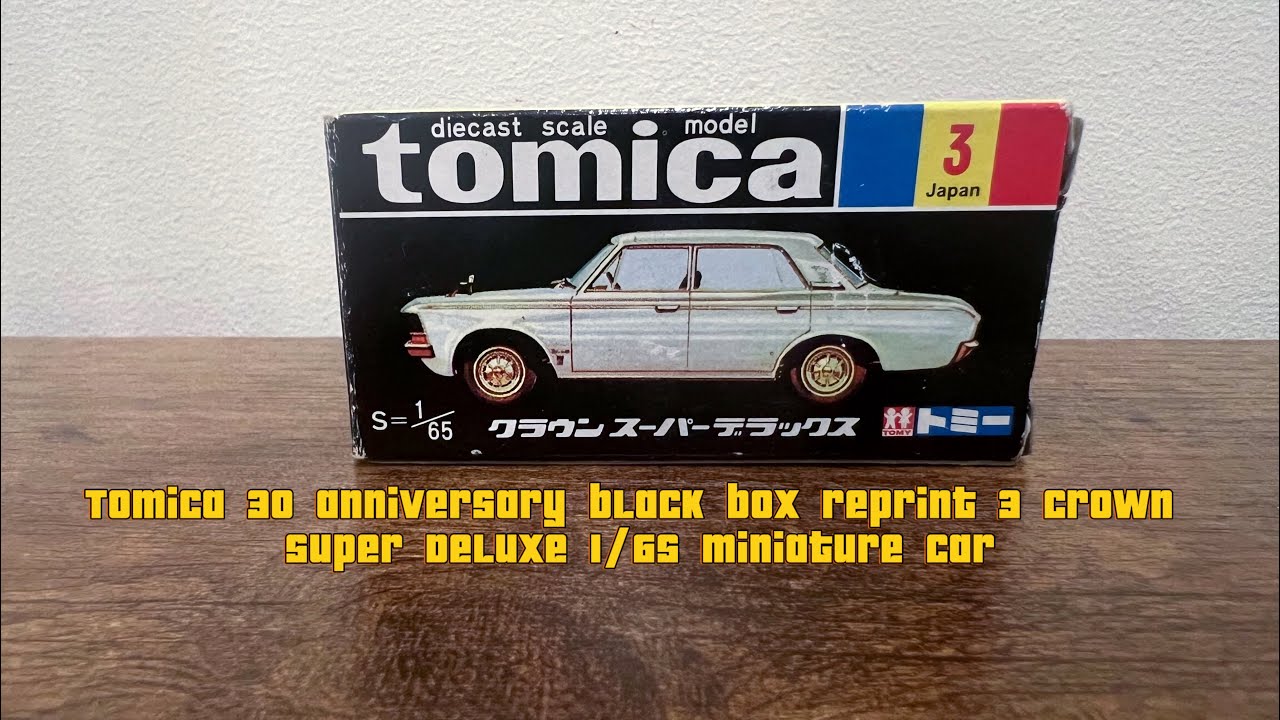 diecast scale model
tomica
3
Japan
S=1/65
クラウン スーパーデラックス
TOMY
トミー
Tomica 30 anniversary black box reprint 3 crown
super deluxe 1/65 miniature car